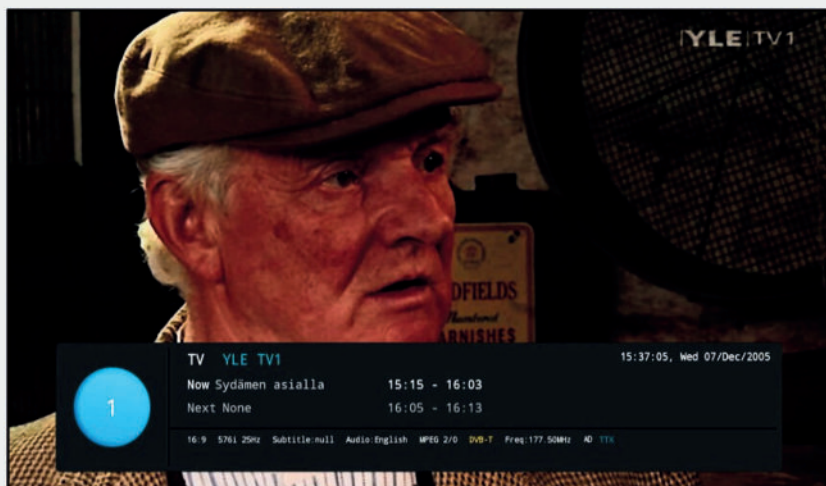 YLE TV1
DFIELDS
Numbered
ARNISHES
TV YLE TV1 15:37:05, Wed 07/Dec/2005
Now Sydämen asialla 15:15 - 16:03
Next None 16:05 - 16:13
1
16:9 576i 25Hz Subtitle:null Audio:English MPEG 2/0 DVB-T Freq:177.50MHz AD TTX